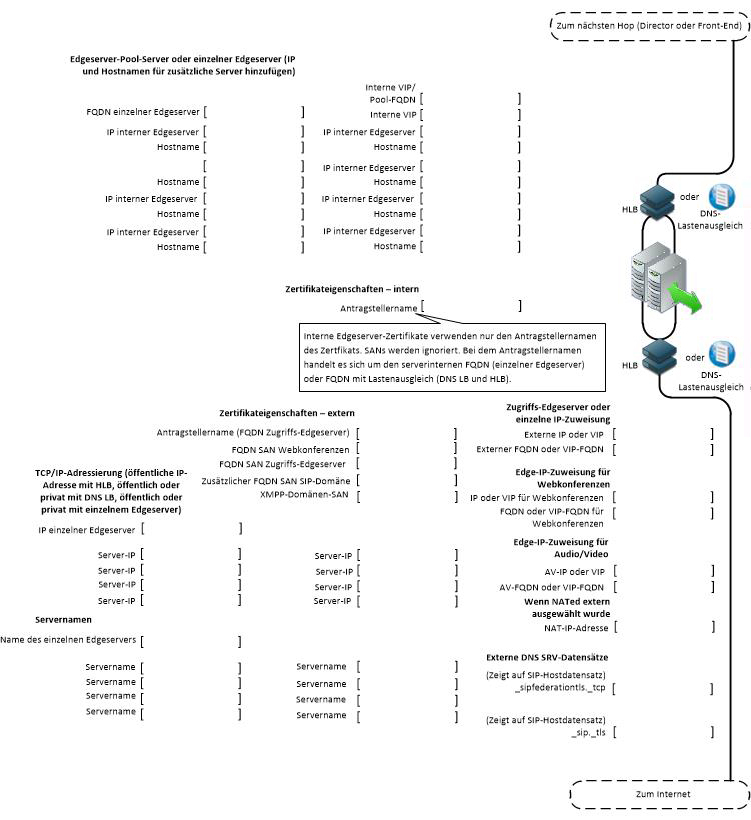 Zum nächsten Hop (Director oder Front-End)
Edgeserver-Pool-Server oder einzelner Edgeserver (IP
und Hostnamen für zusätzliche Server hinzufügen)
Interne VIP/
Pool-FQDN [ ]
FQDN einzelner Edgeserver [ ] Interne VIP [ ]
IP interner Edgeserver [ ] IP interner Edgeserver [ ]
Hostname [ ] Hostname [ ]
[ ] IP interner Edgeserver [ ]
Hostname [ ] Hostname [ ]
IP interner Edgeserver [ ] IP interner Edgeserver [ ]
Hostname [ ] Hostname [ ]
IP interner Edgeserver [ ] IP interner Edgeserver [ ]
Hostname [ ] Hostname [ ]
HLB
oder
DNS-
Lastenausgleich
Zertifikateigenschaften – intern
Antragstellername [ ]
Interne Edgeserver-Zertifikate verwenden nur den Antragstellernamen
des Zertfikats. SANs werden ignoriert. Bei dem Antragstellernamen
handelt es sich um den serverinternen FQDN (einzelner Edgeserver)
oder FQDN mit Lastenausgleich (DNS LB und HLB).
HLB
oder
DNS-
Lastenausgleich
Zertifikateigenschaften – extern
Antragstellername (FQDN Zugriffs-Edgeserver) [ ]
FQDN SAN Webkonferenzen [ ]
FQDN SAN Zugriffs-Edgeserver [ ]
Zusätzlicher FQDN SAN SIP-Domäne [ ]
XMPP-Domänen-SAN [ ]
TCP/IP-Adressierung (öffentliche IP-
Adresse mit HLB, öffentlich oder
privat mit DNS LB, öffentlich oder
privat mit einzelnem Edgeserver)
IP einzelner Edgeserver [ ]
Server-IP [ ] Server-IP [ ]
Server-IP [ ] Server-IP [ ]
Server-IP [ ] Server-IP [ ]
Server-IP [ ] Server-IP [ ]
Servernamen
Name des einzelnen Edgeservers [ ]
Servername [ ] Servername [ ]
Servername [ ] Servername [ ]
Servername [ ] Servername [ ]
Servername [ ] Servername [ ]
Zugriffs-Edgeserver oder
einzelne IP-Zuweisung
Externe IP oder VIP [ ]
Externer FQDN oder VIP-FQDN [ ]
Edge-IP-Zuweisung für
Webkonferenzen
IP oder VIP für Webkonferenzen [ ]
FQDN oder VIP-FQDN für [ ]
Webkonferenzen
Edge-IP-Zuweisung für
Audio/Video
AV-IP oder VIP [ ]
AV-FQDN oder VIP-FQDN [ ]
Wenn NATed extern
ausgewählt wurde
NAT-IP-Adresse [ ]
Externe DNS SRV-Datensätze
(Zeigt auf SIP-Hostdatensatz)
_sipfederationtls._tcp [ ]
(Zeigt auf SIP-Hostdatensatz)
_sip._tls [ ]
Zum Internet